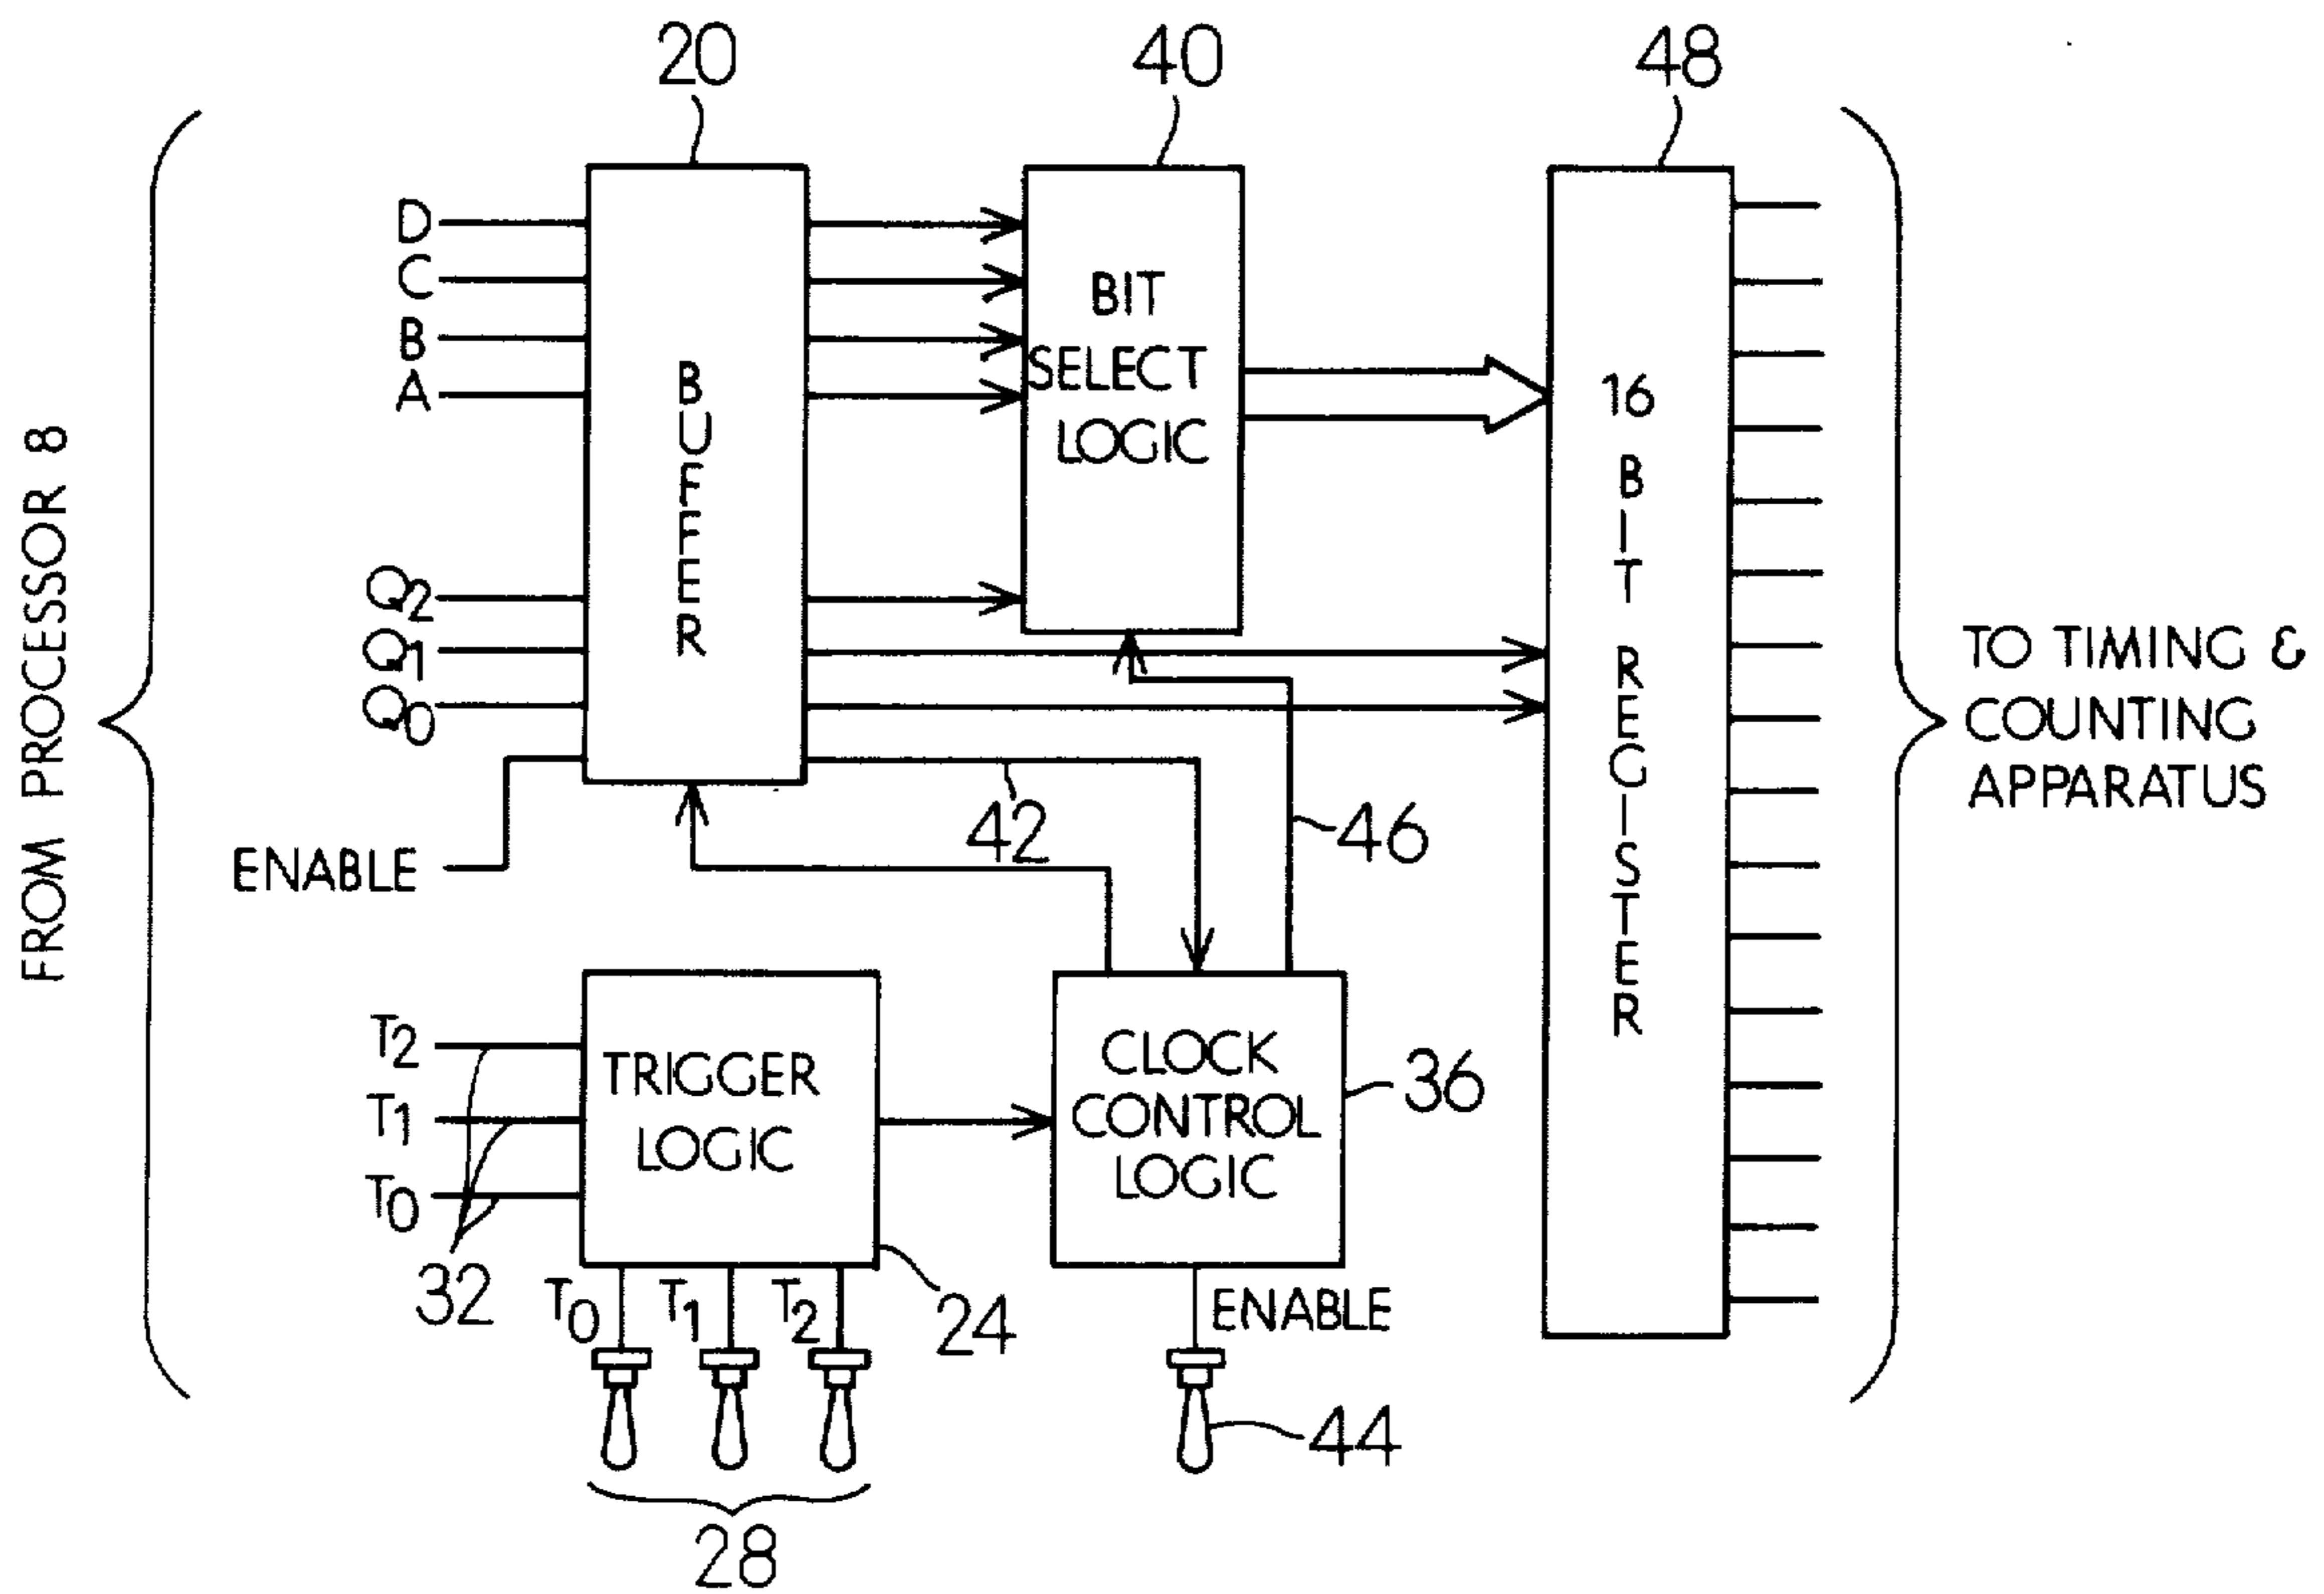 20
40
48
FROM PROCESSOR 8
D
C
B
A
Q2
Q1
Q0
ENABLE
BUFFER
BIT
SELECT
LOGIC
16 BIT REGISTER
TO TIMING &
COUNTING
APPARATUS
42
46
T2
T1
T0
32
TRIGGER
LOGIC
CLOCK
CONTROL
LOGIC
36
T0 T1 T2
24
ENABLE
44
28